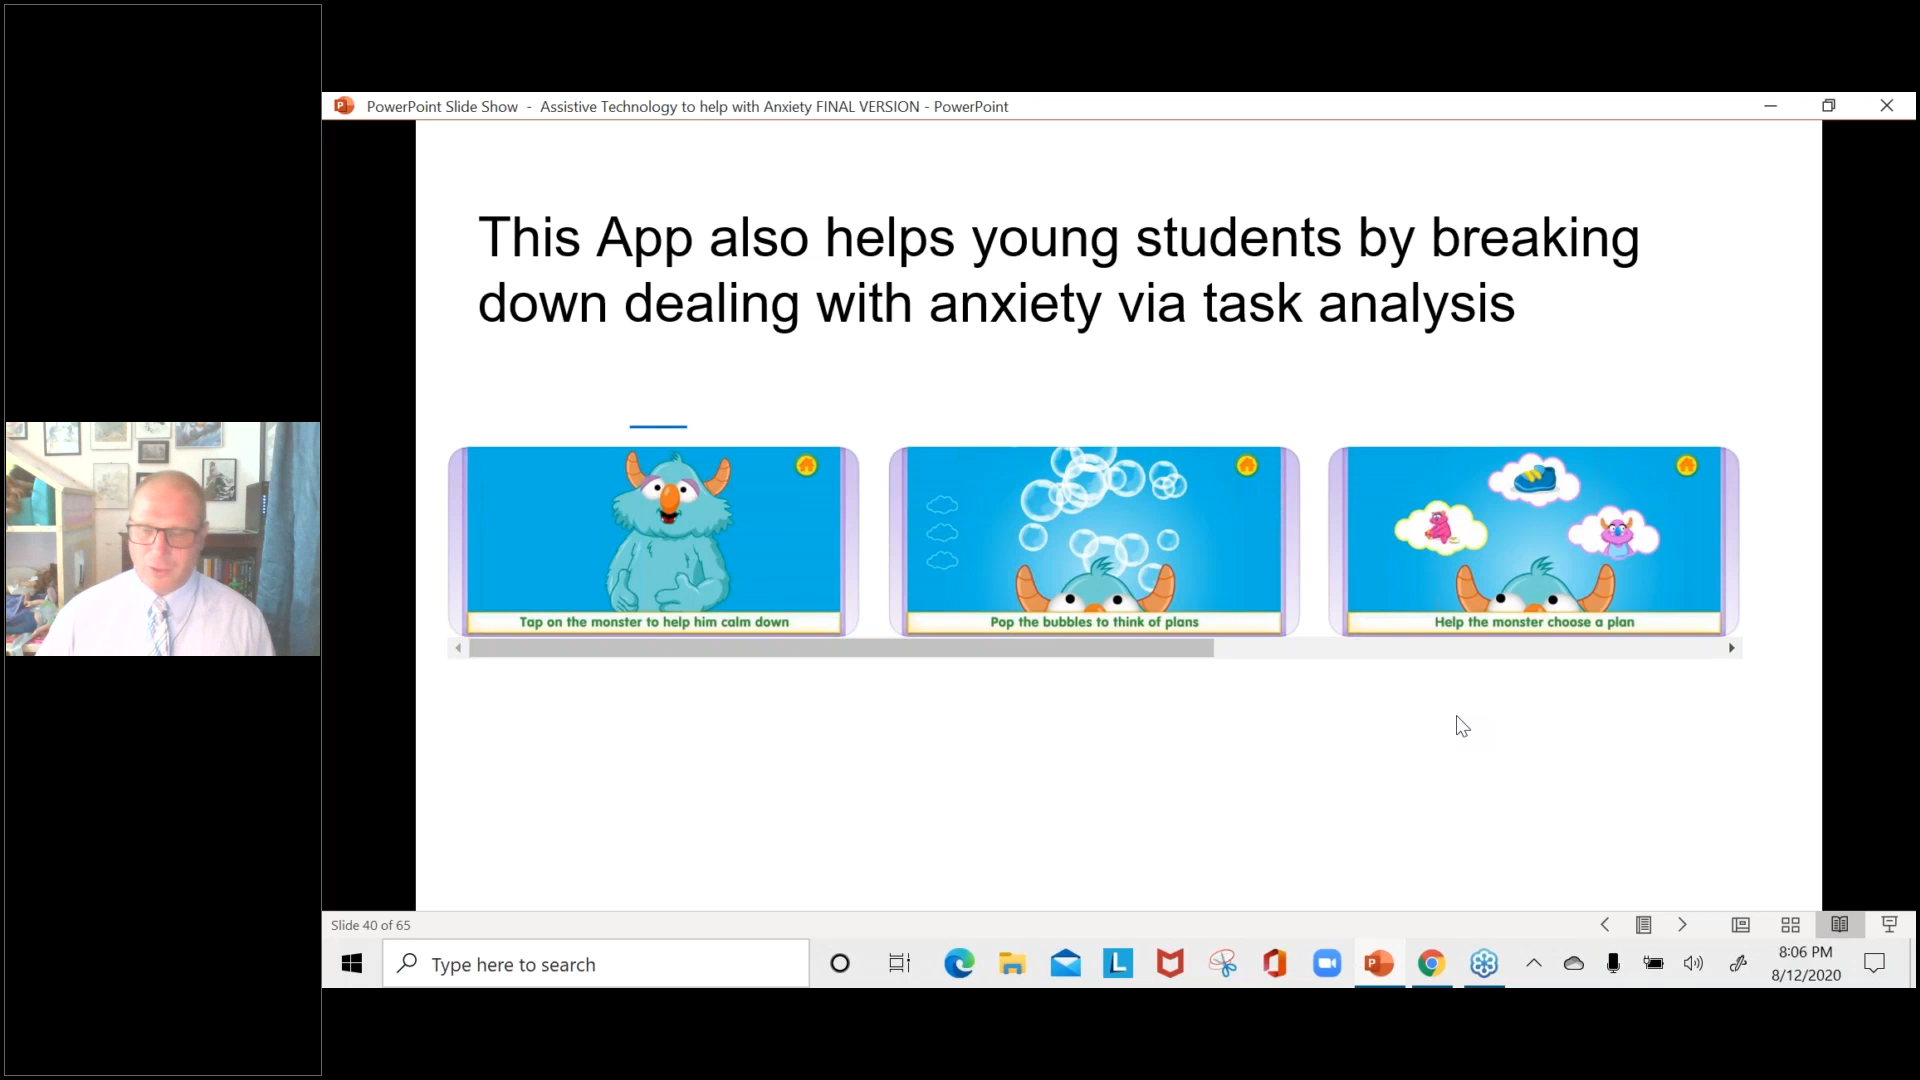 PowerPoint Slide Show - Assistive Technology to help with Anxiety FINAL VERSION - PowerPoint
This App also helps young students by breaking
down dealing with anxiety via task analysis
Tap on the monster to help him calm down
Pop the bubbles to think of plans
Help the monster choose a plan
Slide 40 of 65
Type here to search
8:06 PM
8/12/2020